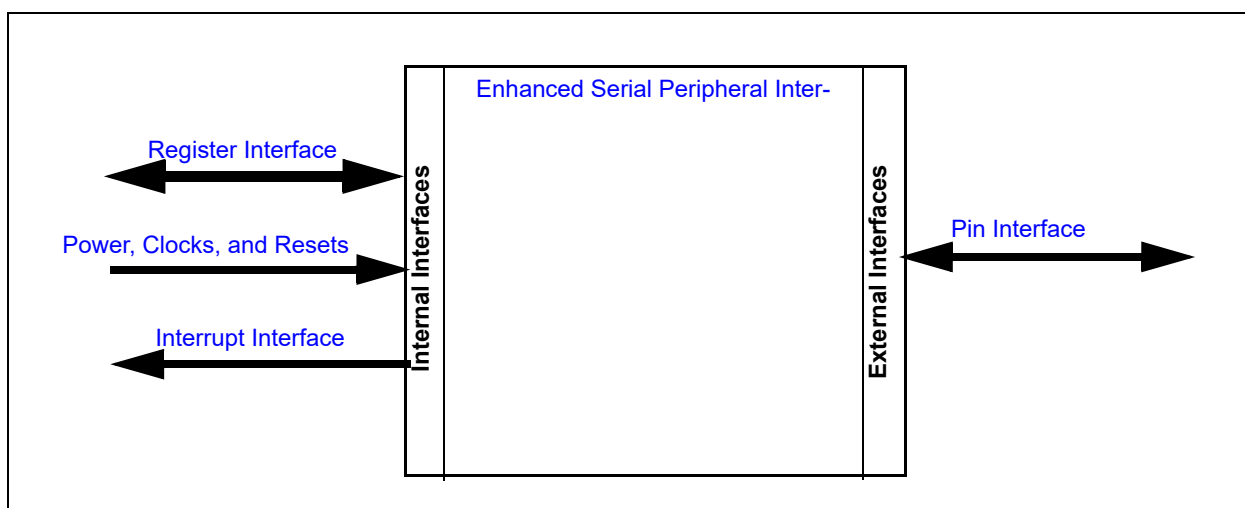 Enhanced Serial Peripheral Inter-
Register Interface
Power, Clocks, and Resets
Interrupt Interface
Internal Interfaces
External Interfaces
Pin Interface